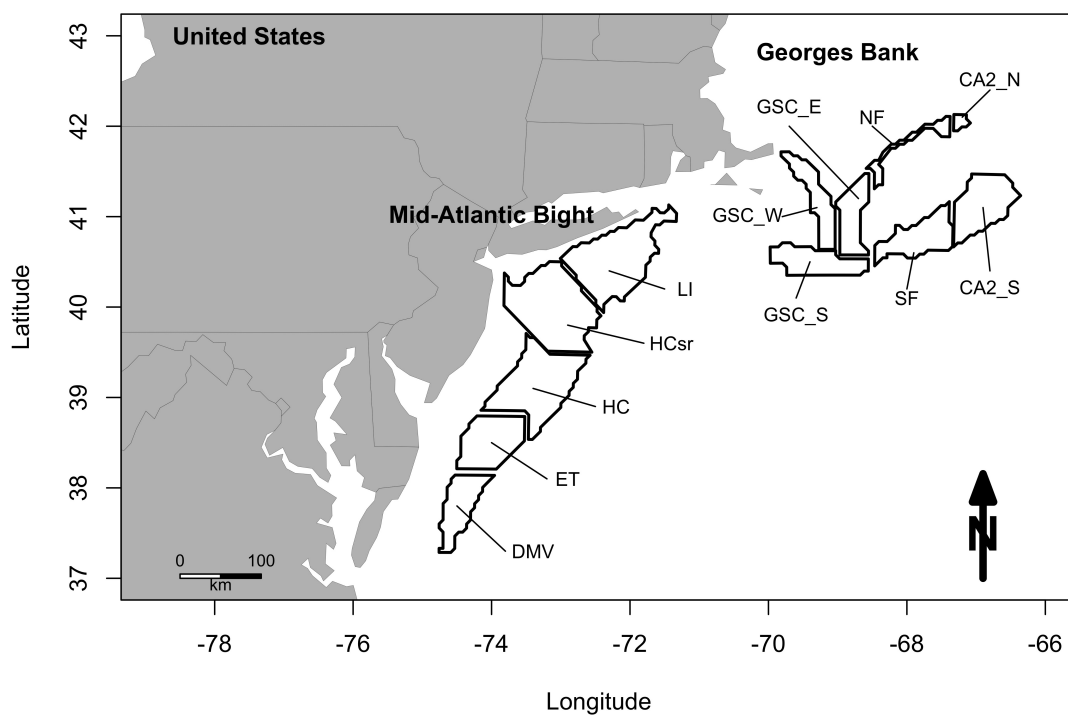 United States
Georges Bank
CA2_N
GSC_E
NF
Mid-Atlantic Bight
GSC_W
LI
SF
CA2_S
GSC_S
HCsr
HC
ET
DMV
N
0 100
km
43
42
41
40
39
38
37
Latitude
-78 -76 -74 -72 -70 -68 -66
Longitude